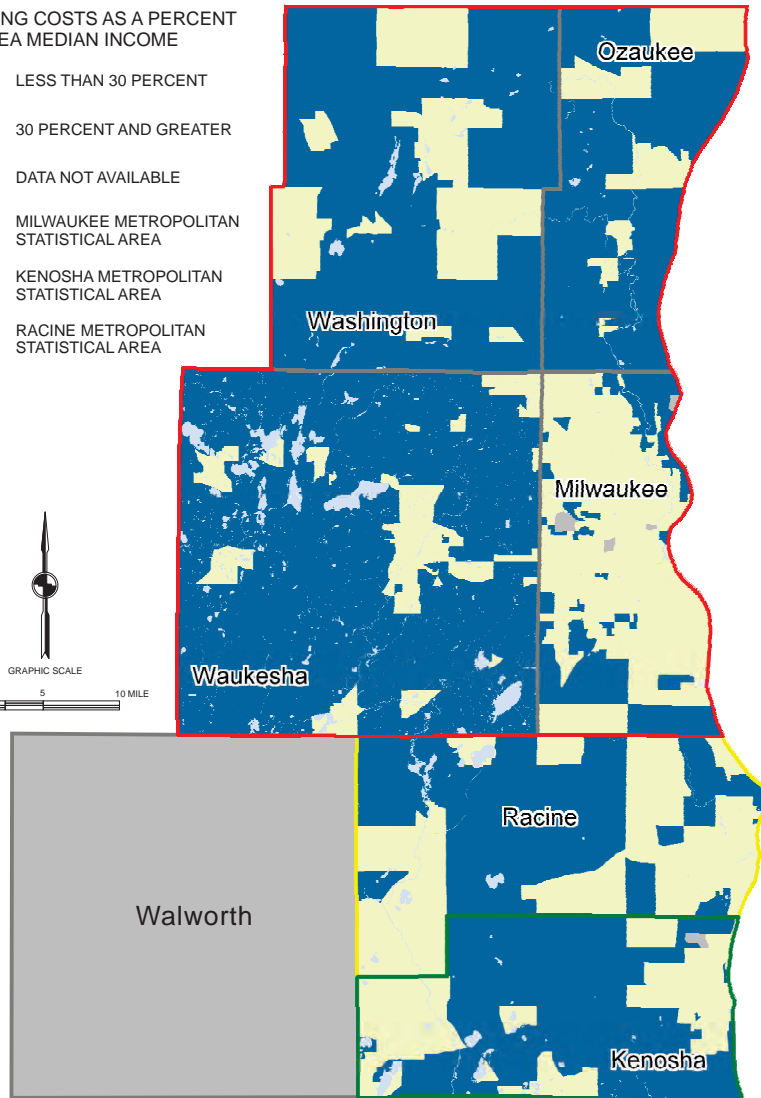 NG COSTS AS A PERCENT
EA MEDIAN INCOME
LESS THAN 30 PERCENT
30 PERCENT AND GREATER
DATA NOT AVAILABLE
MILWAUKEE METROPOLITAN
STATISTICAL AREA
KENOSHA METROPOLITAN
STATISTICAL AREA
RACINE METROPOLITAN
STATISTICAL AREA
Ozaukee
Washington
Milwaukee
Waukesha
GRAPHIC SCALE
5 10 MILE
Racine
Walworth
Kenosha